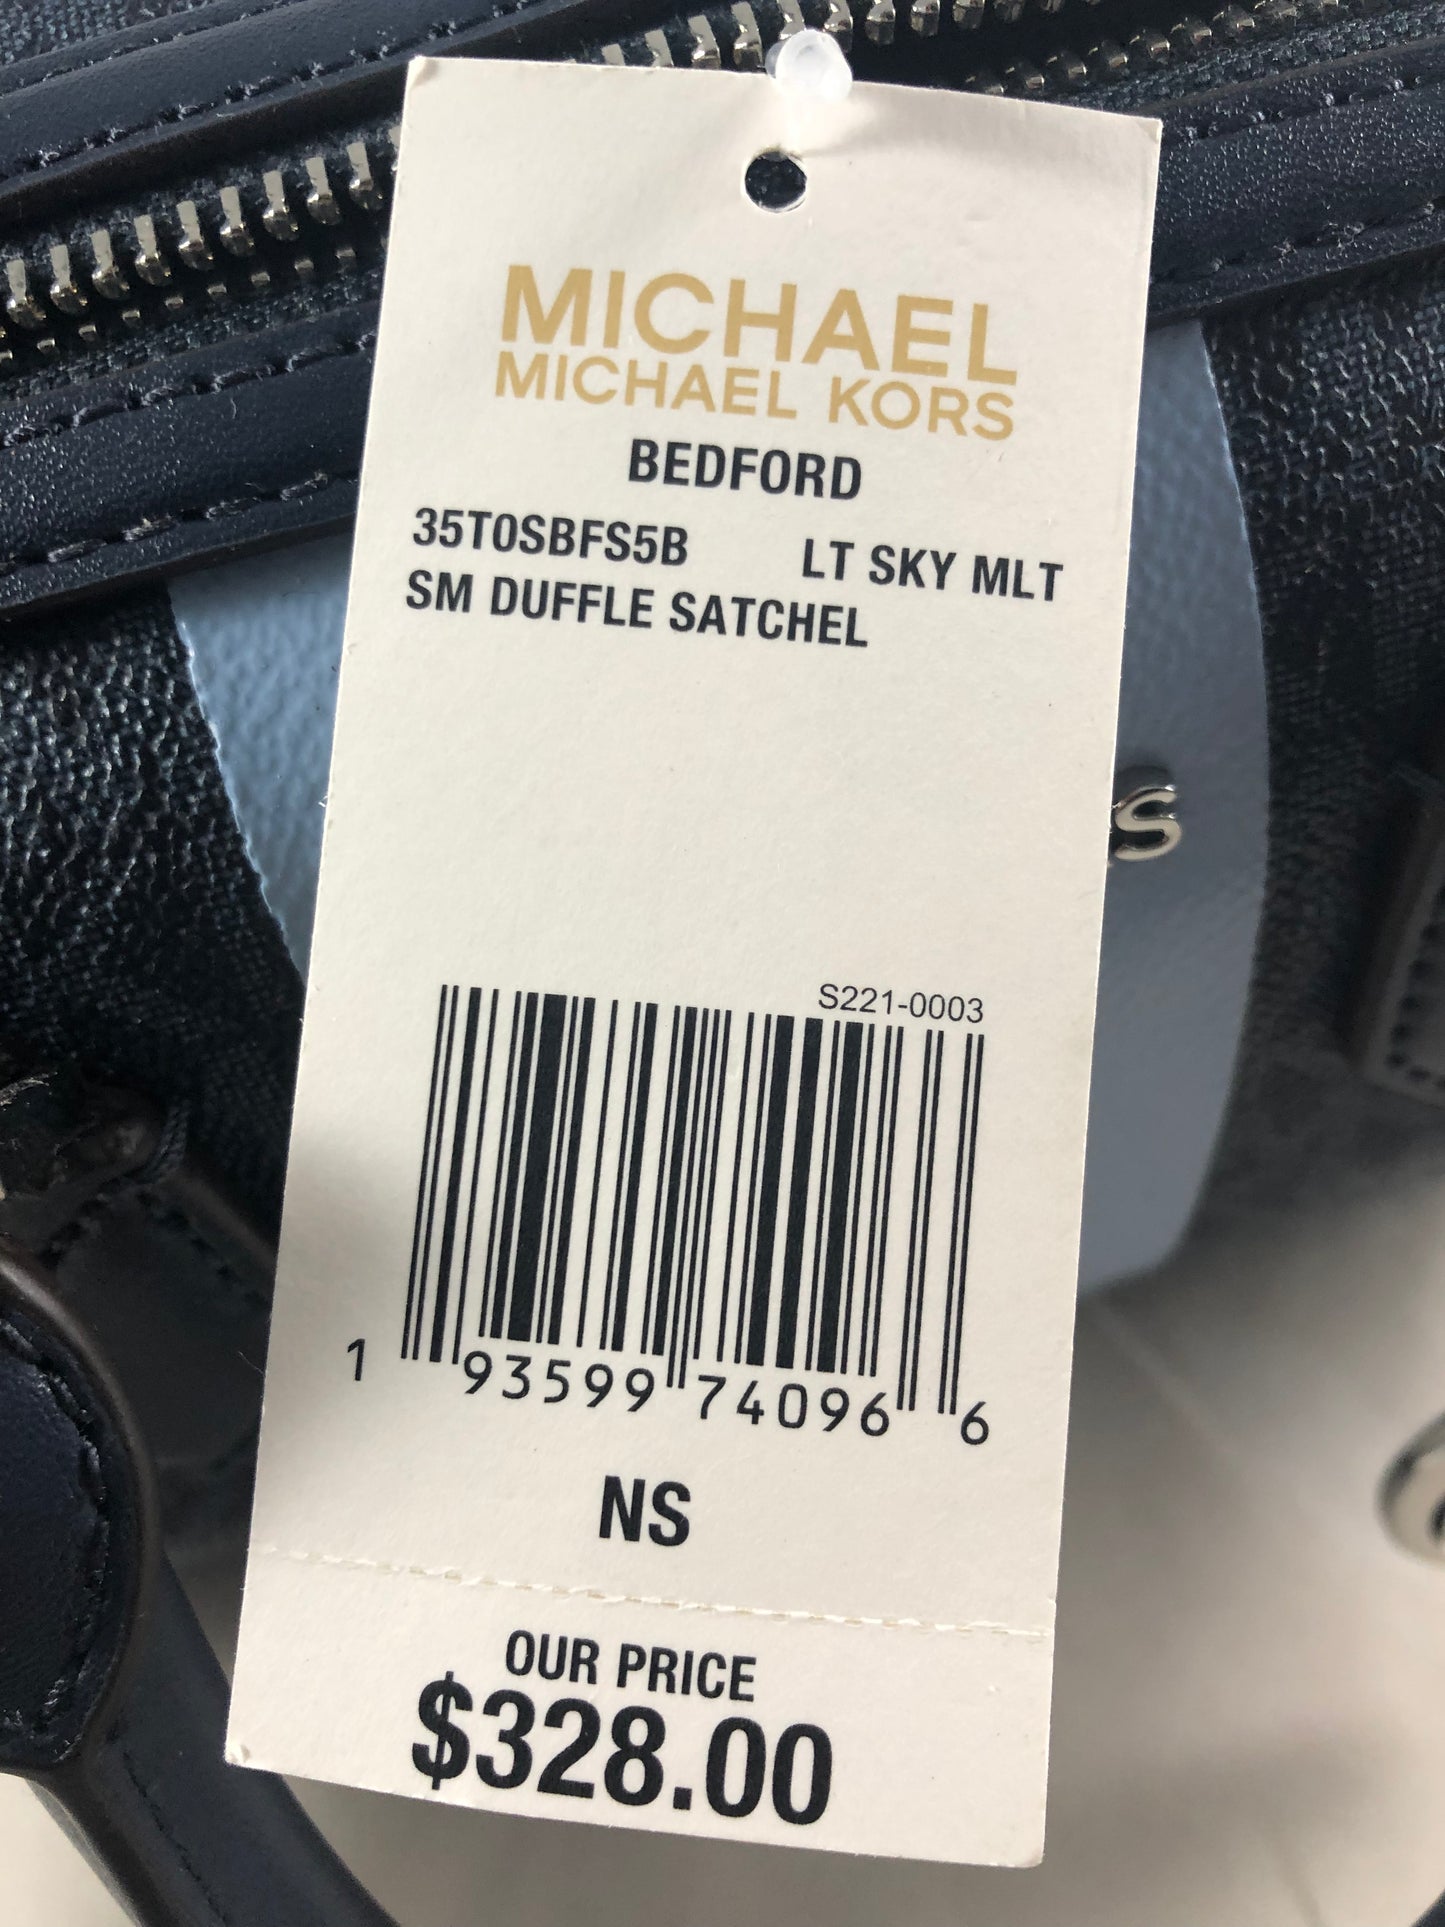 MICHAEL
MICHAEL KORS
BEDFORD
35T0SBFS5B LT SKY MLT
SM DUFFLE SATCHEL
S221-0003
1 93599 74096 6
NS
OUR PRICE
$328.00
s